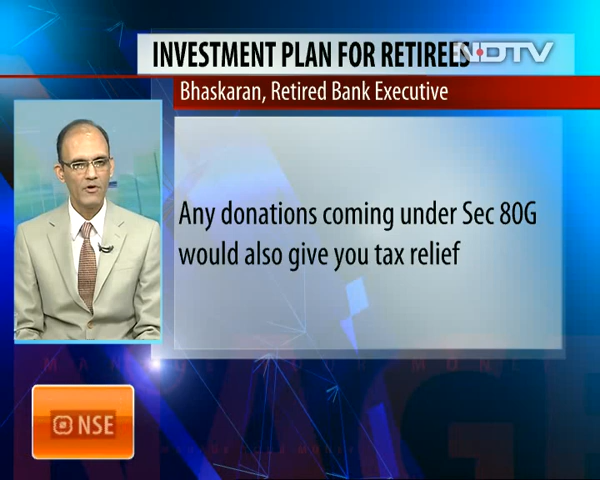 INVESTMENT PLAN FOR RETIREES
NDTV
Bhaskaran, Retired Bank Executive
Any donations coming under Sec 80G
would also give you tax relief
NSE